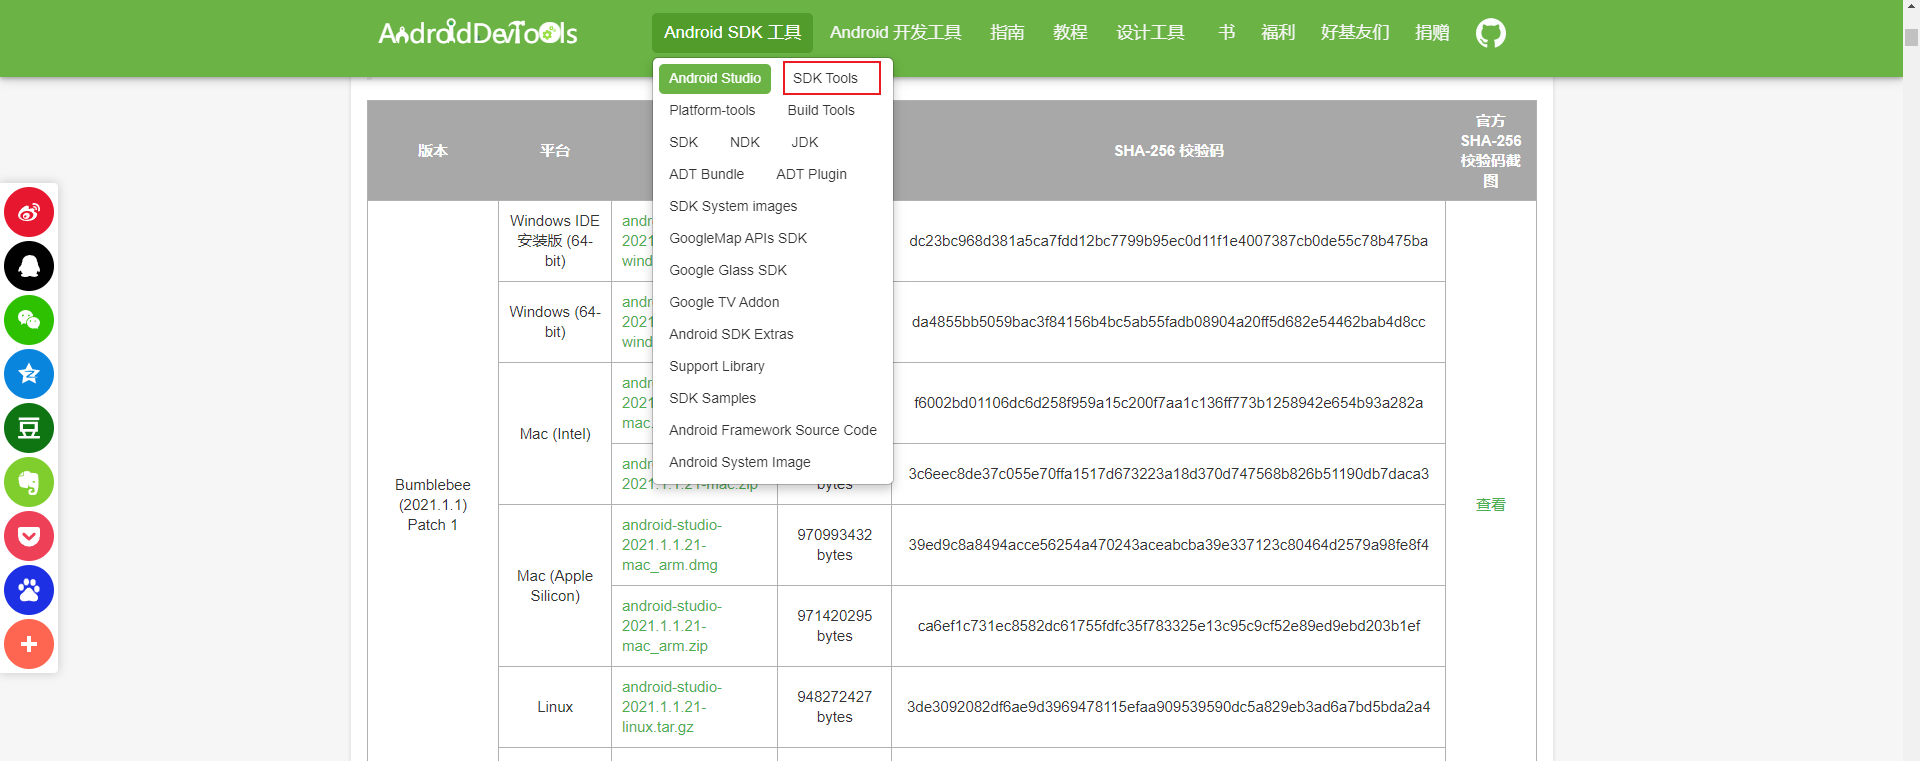 AndroidDevTools
Android SDK 工具
Android 开发工具
指南
教程
设计工具
书
福利
好基友们
捐赠
Android Studio
SDK Tools
Platform-tools
Build Tools
SDK
NDK
JDK
ADT Bundle
ADT Plugin
SDK System images
GoogleMap APIs SDK
Google Glass SDK
Google TV Addon
Android SDK Extras
Support Library
SDK Samples
Android Framework Source Code
Android System Image
版本
平台
SHA-256 校验码
官方
SHA-256
校验码截
图
Bumblebee
(2021.1.1)
Patch 1
Windows IDE
安装版 (64-
bit)
andr
2021
wind
dc23bc968d381a5ca7fdd12bc7799b95ec0d11f1e4007387cb0de55c78b475ba
Windows (64-
bit)
andr
2021
wind
da4855bb5059bac3f84156b4bc5ab55fadb08904a20ff5d682e54462bab4d8cc
Mac (Intel)
andr
2021
mac.
f6002bd01106dc6d258f959a15c200f7aa1c136ff773b1258942e654b93a282a
andr
2021.1.1.21-mac.zip
bytes
3c6eec8de37c055e70ffa1517d673223a18d370d747568b826b51190db7daca3
Mac (Apple
Silicon)
android-studio-
2021.1.1.21-
mac_arm.dmg
970993432
bytes
39ed9c8a8494acce56254a470243aceabcba39e337123c80464d2579a98fe8f4
android-studio-
2021.1.1.21-
mac_arm.zip
971420295
bytes
ca6ef1c731ec8582dc61755fdfc35f783325e13c95c9cf52e89ed9ebd203b1ef
Linux
android-studio-
2021.1.1.21-
linux.tar.gz
948272427
bytes
3de3092082df6ae9d3969478115efaa909539590dc5a829eb3ad6a7bd5bda2a4
查看
豆